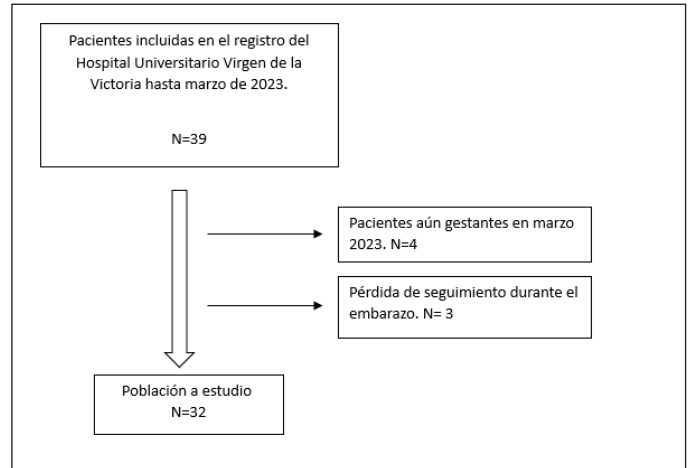 Pacientes incluidas en el registro del
Hospital Universitario Virgen de la
Victoria hasta marzo de 2023.
N=39
Pacientes aún gestantes en marzo
2023. N=4
Pérdida de seguimiento durante el
embarazo. N= 3
Población a estudio
N=32